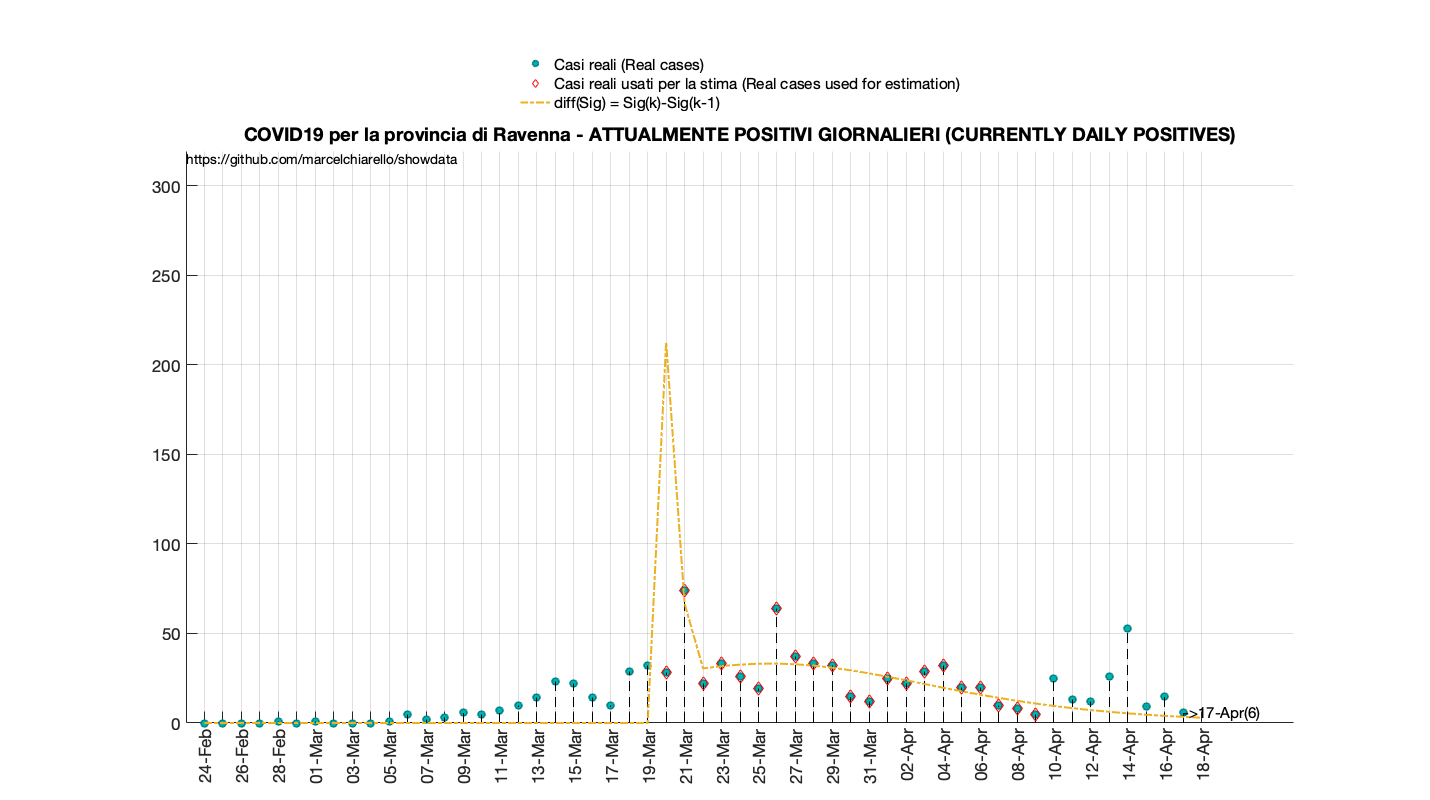 Casi reali (Real cases)
Casi reali usati per la stima (Real cases used for estimation)
diff(Sig) = Sig(k)-Sig(k-1)
COVID19 per la provincia di Ravenna - ATTUALMENTE POSITIVI GIORNALIERI (CURRENTLY DAILY POSITIVES)
https://github.com/marcelchiarello/showdata
300
250
200
150
100
50
0
->17-Apr(6)
24-Feb
26-Feb
28-Feb
01-Mar
03-Mar
05-Mar
07-Mar
09-Mar
11-Mar
13-Mar
15-Mar
17-Mar
19-Mar
21-Mar
23-Mar
25-Mar
27-Mar
29-Mar
31-Mar
02-Apr
04-Apr
06-Apr
08-Apr
10-Apr
12-Apr
14-Apr
16-Apr
18-Apr